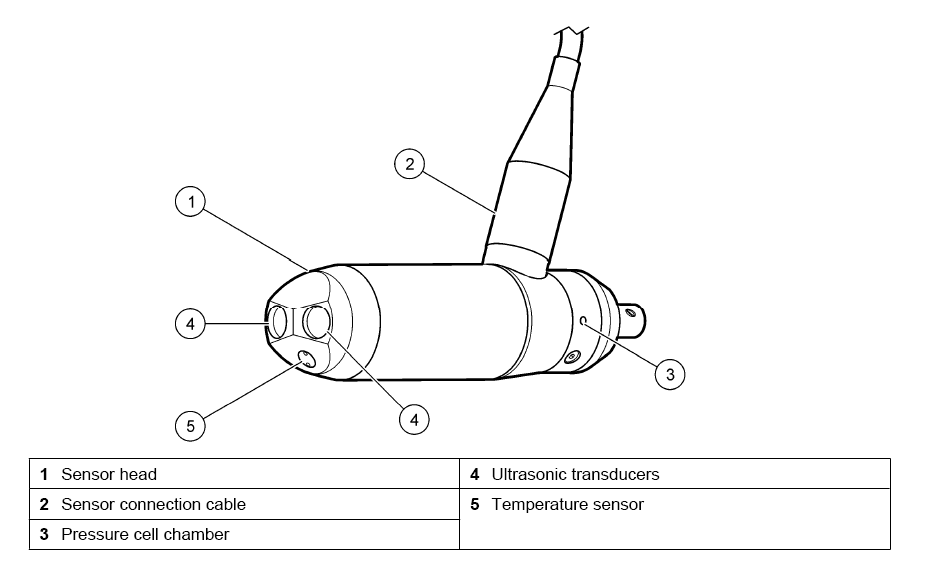 2
1
4
3
5
4
1 Sensor head
4 Ultrasonic transducers
2 Sensor connection cable
5 Temperature sensor
3 Pressure cell chamber